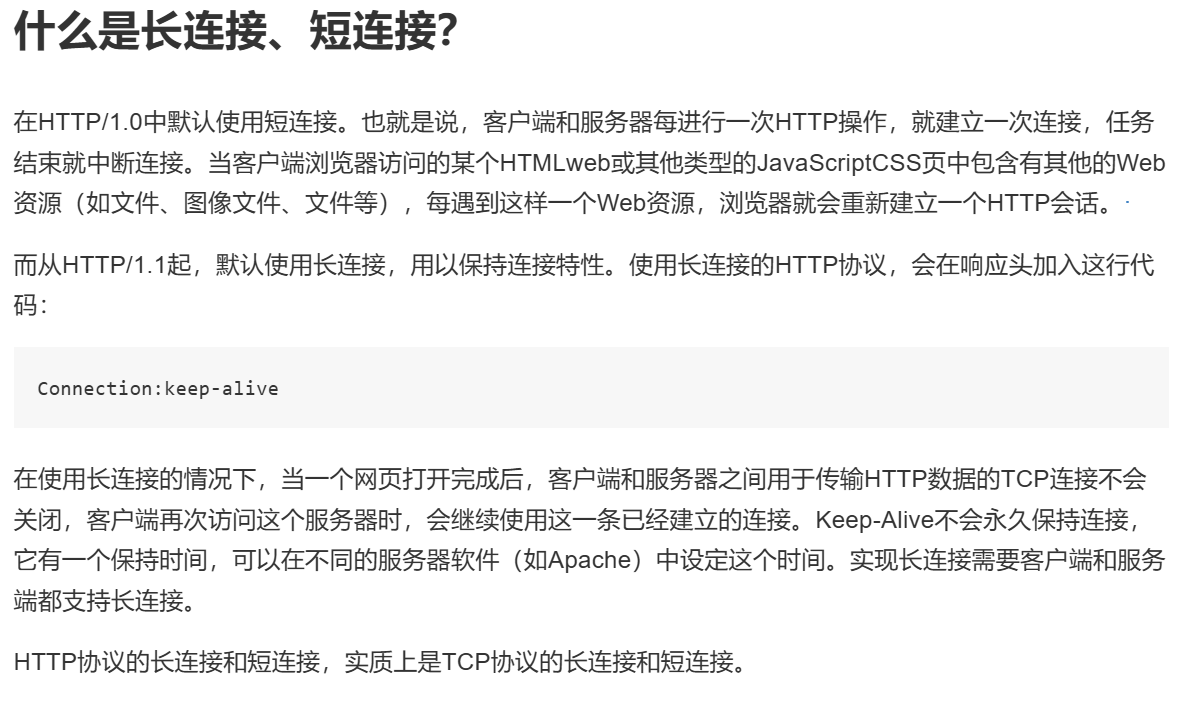 什么是长连接、短连接？
在HTTP/1.0中默认使用短连接。也就是说，客户端和服务器每进行一次HTTP操作，就建立一次连接，任务
结束就中断连接。当客户端浏览器访问的某个HTMLweb或其他类型的JavaScriptCSS页中包含有其他的Web
资源（如文件、图像文件、文件等），每遇到这样一个Web资源，浏览器就会重新建立一个HTTP会话。
而从HTTP/1.1起，默认使用长连接，用以保持连接特性。使用长连接的HTTP协议，会在响应头加入这行代
码：
Connection:keep-alive
在使用长连接的情况下，当一个网页打开完成后，客户端和服务器之间用于传输HTTP数据的TCP连接不会
关闭，客户端再次访问这个服务器时，会继续使用这一条已经建立的连接。Keep-Alive不会永久保持连接，
它有一个保持时间，可以在不同的服务器软件（如Apache）中设定这个时间。实现长连接需要客户端和服务
端都支持长连接。
HTTP协议的长连接和短连接，实质上是TCP协议的长连接和短连接。